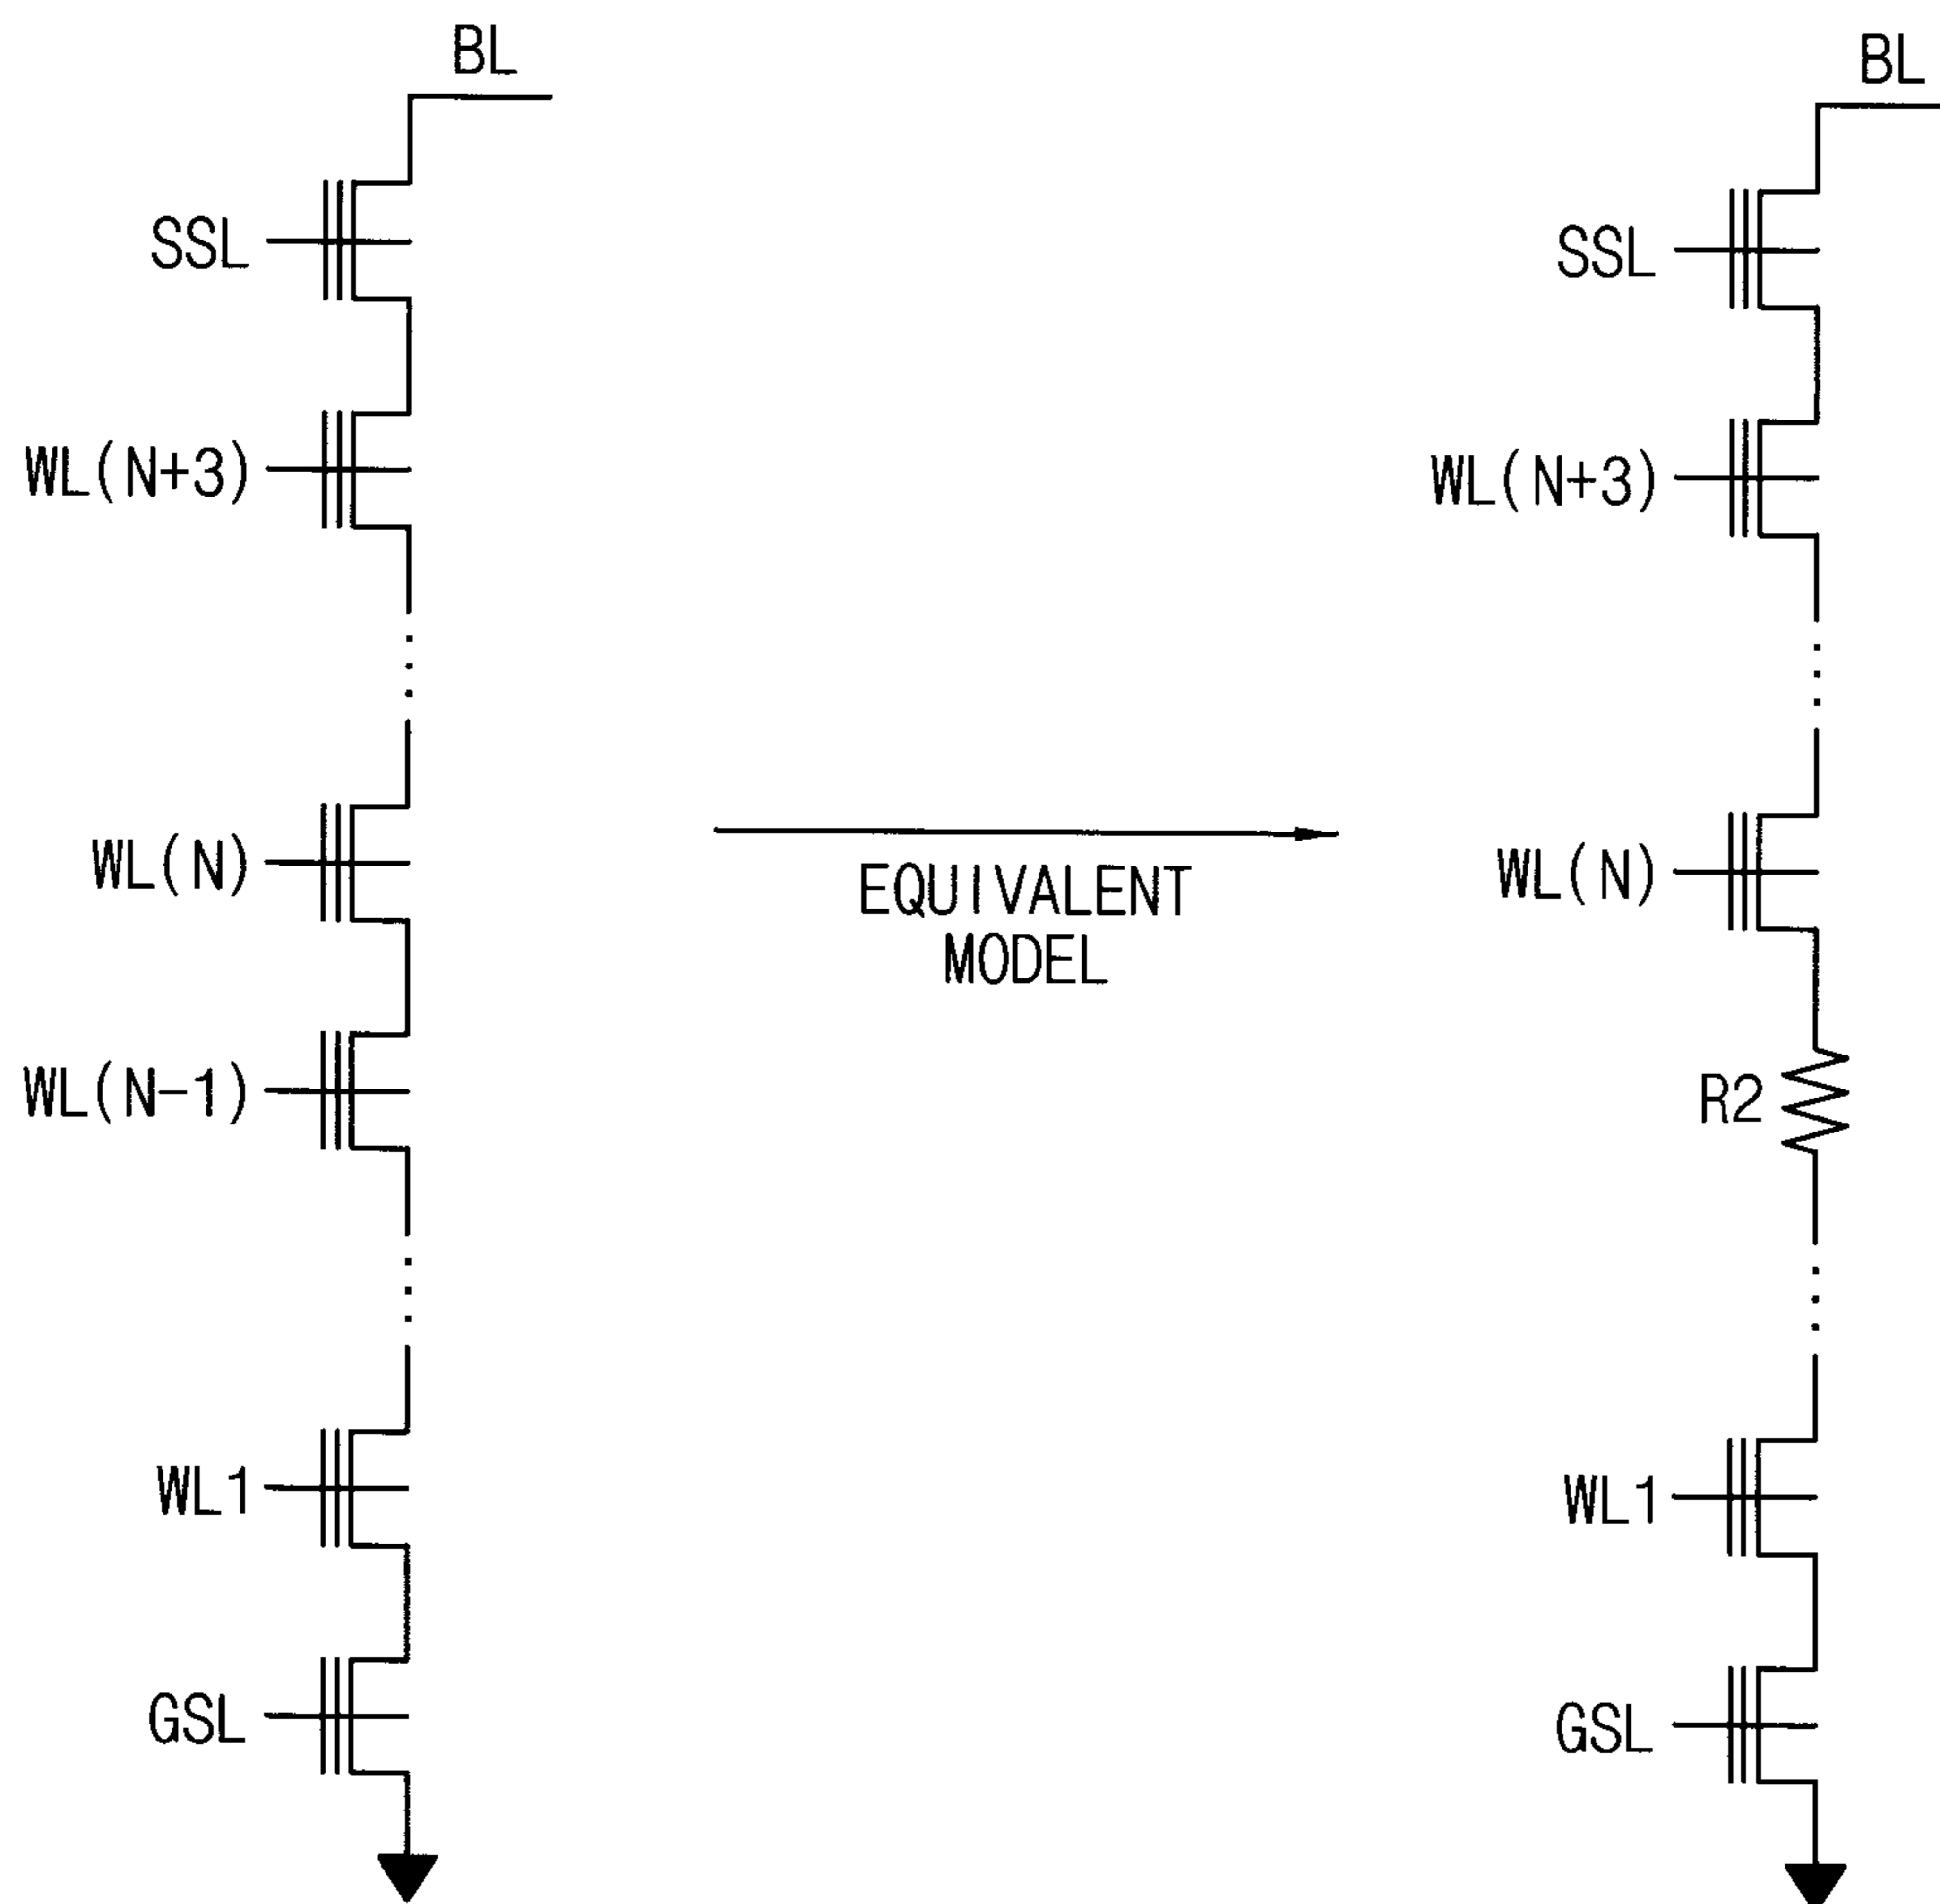 BL
SSL
WL(N+3)
WL(N)
WL(N-1)
WL1
GSL
EQUIVALENT
MODEL
BL
SSL
WL(N+3)
WL(N)
R2
WL1
GSL